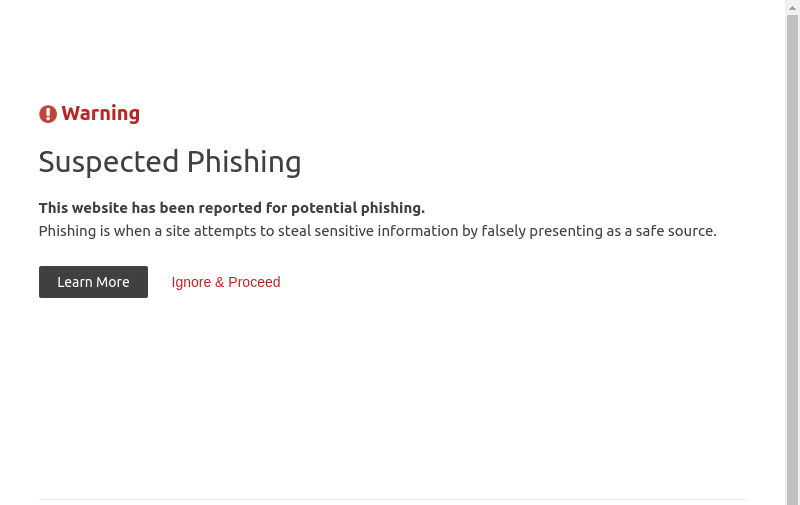 Warning
Suspected Phishing
This website has been reported for potential phishing.
Phishing is when a site attempts to steal sensitive information by falsely presenting as a safe source.
Learn More
Ignore & Proceed